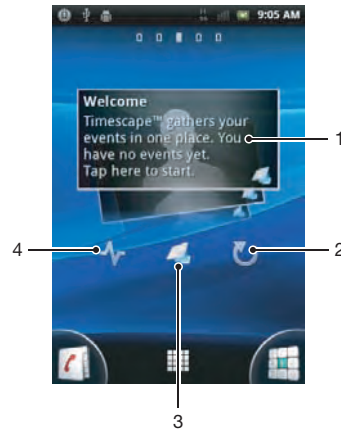 9:05 AM
Welcome
Timescape™ gathers your
events in one place. You
have no events yet.
Tap here to start.
1
4
2
3